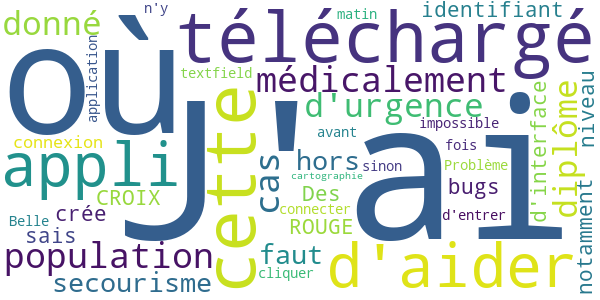 n'y
matin
identifiant
donné
où
téléchargé
application
textfield
médicalement
niveau
cette
d'urgence
d'interface
diplôme
J'ai
impossible
connexion
avant
fois
appli
cas
hors
sinon
Problème
cartographie
CROIX
Des
bugs
notamment
crée
connecter
d'entrer
Belle
ROUGE
sais
population
faut
d'aider
secourisme
cliquer